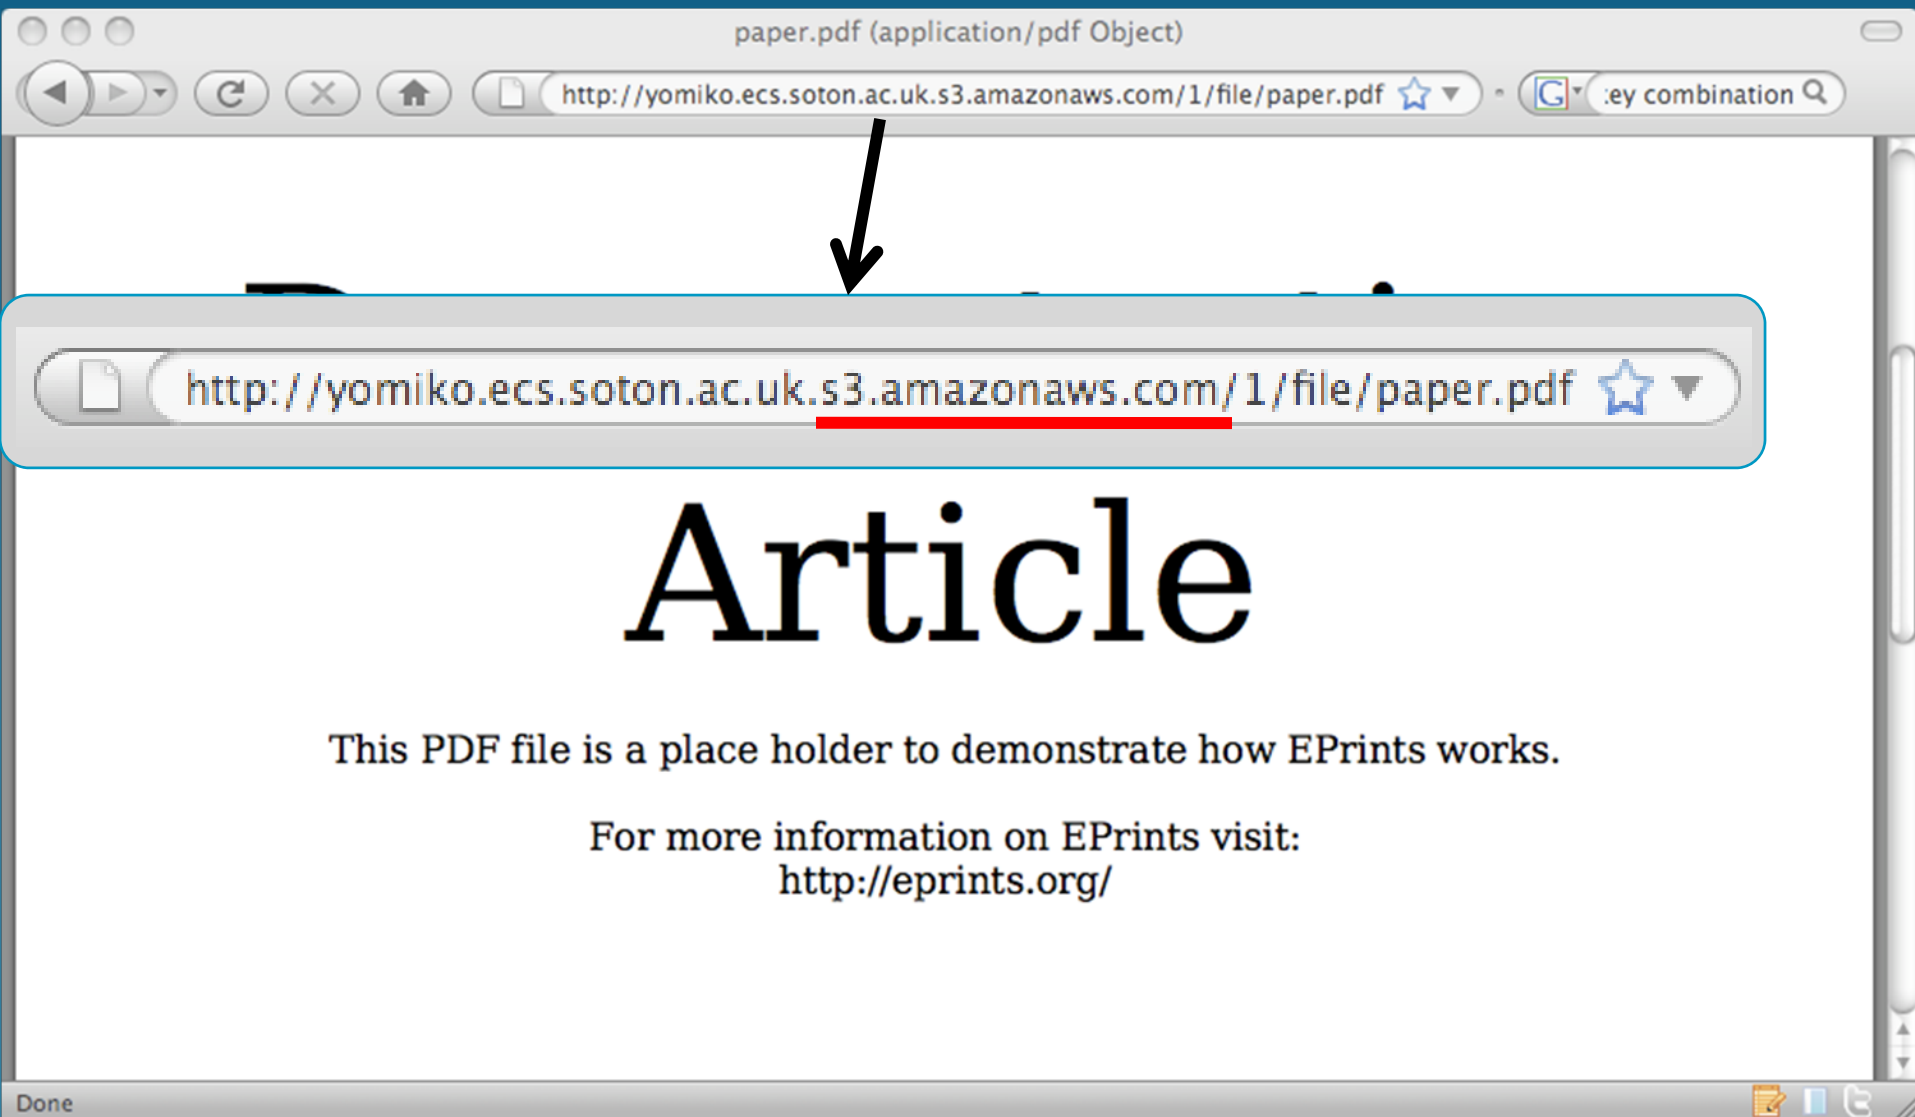 paper.pdf (application/pdf Object)
http://yomiko.ecs.soton.ac.uk.s3.amazonaws.com/1/file/paper.pdf
:ey combination
http://yomiko.ecs.soton.ac.uk.s3.amazonaws.com/1/file/paper.pdf
Article
This PDF file is a place holder to demonstrate how EPrints works.
For more information on EPrints visit:
http://eprints.org/
Done